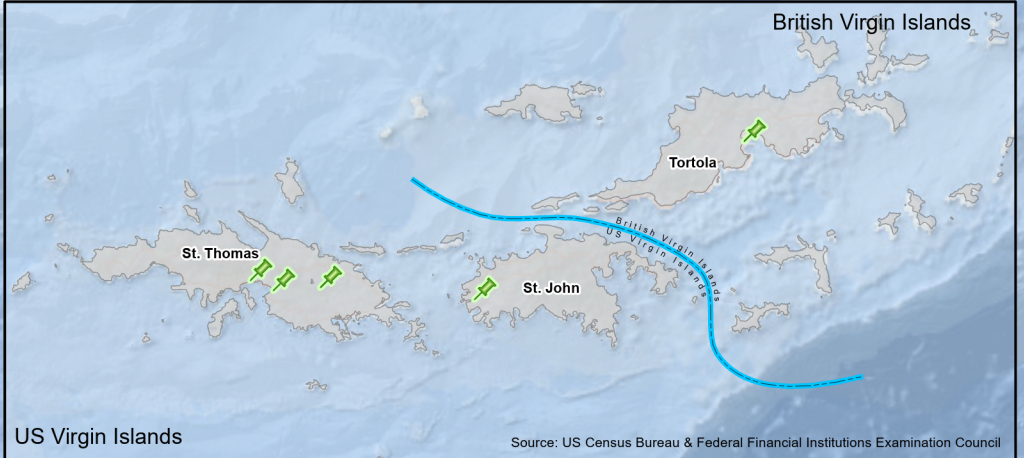 British Virgin Islands
Tortola
British Virgin Islands
US Virgin Islands
St. Thomas
St. John
US Virgin Islands
Source: US Census Bureau & Federal Financial Institutions Examination Council